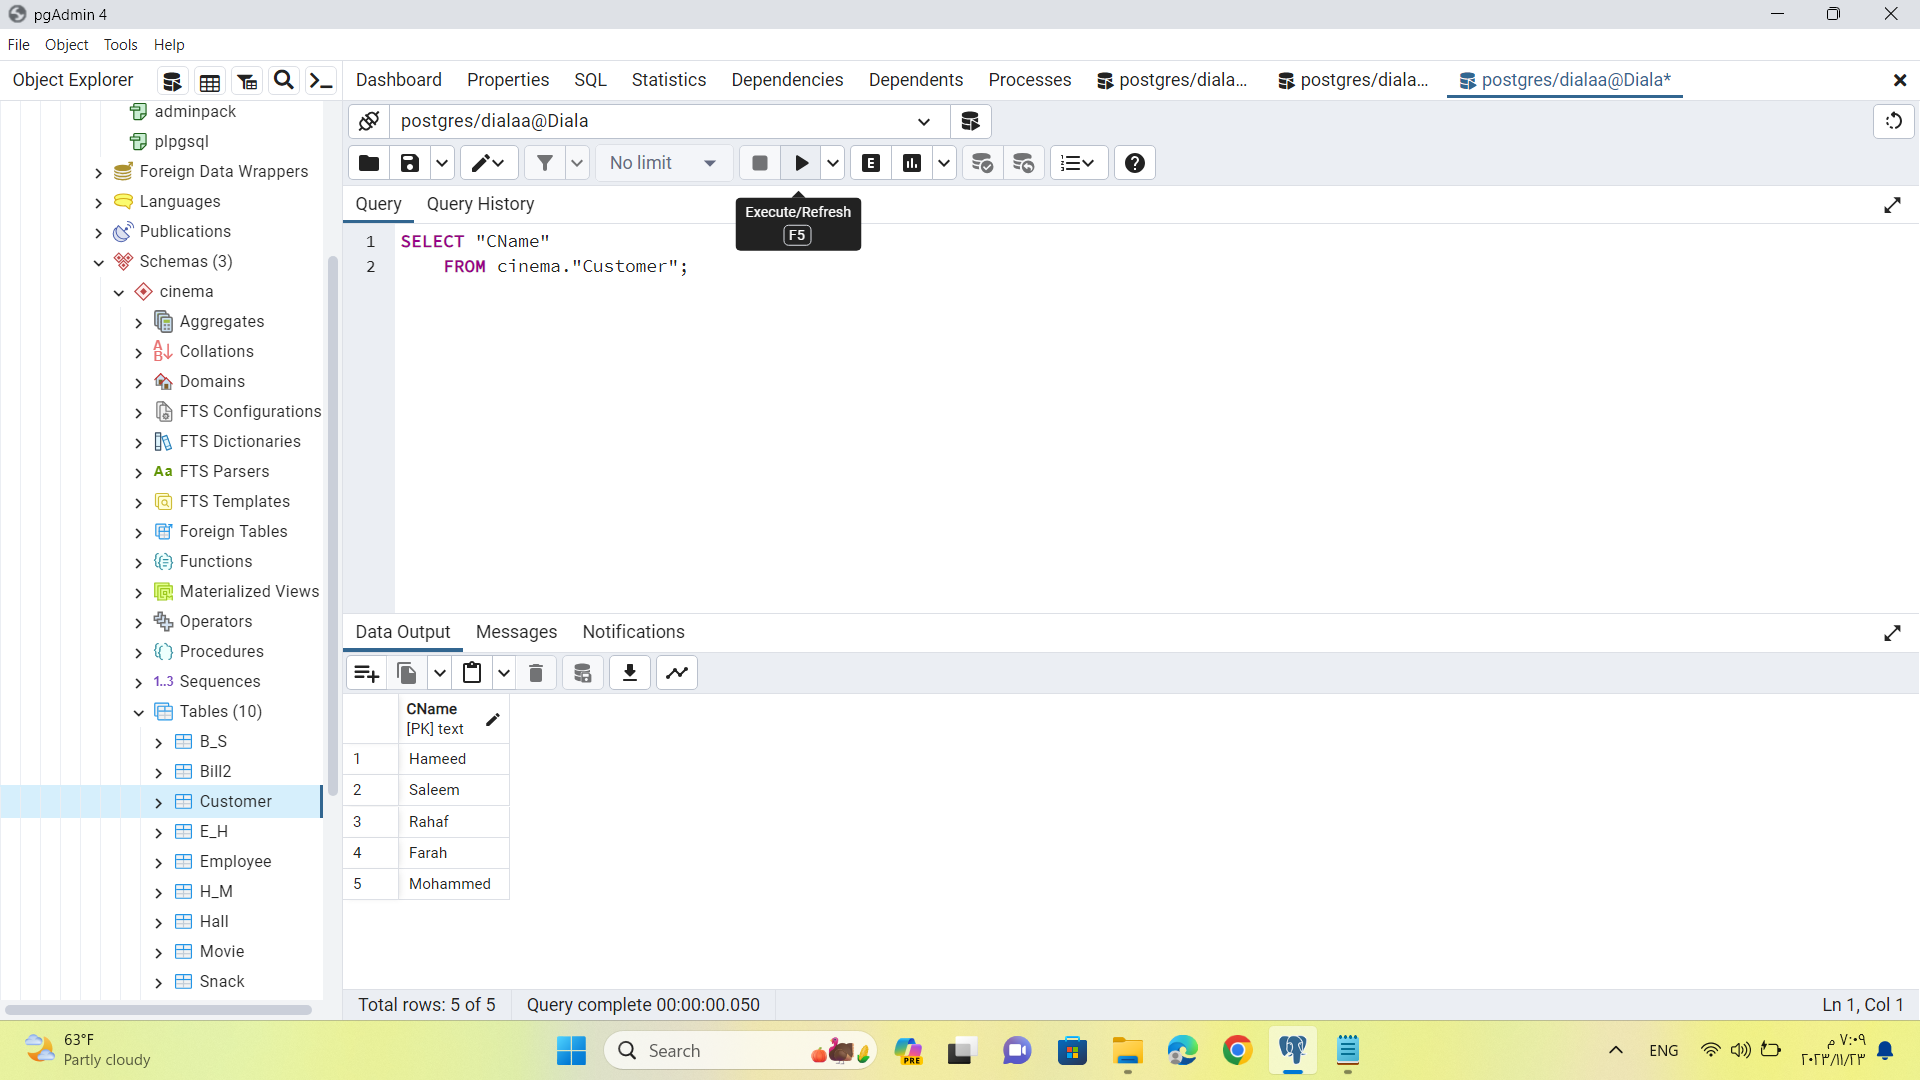 pgAdmin 4
File Object Tools Help
Object Explorer
Dashboard Properties SQL Statistics Dependencies Dependents Processes postgres/diala... postgres/diala... postgres/dialaa@Diala*
adminpack
plpgsql
Foreign Data Wrappers
Languages
Publications
Schemas (3)
cinema
Aggregates
Collations
Domains
FTS Configurations
FTS Dictionaries
Aa FTS Parsers
FTS Templates
Foreign Tables
Functions
Materialized Views
Operators
Procedures
1..3 Sequences
Tables (10)
B_S
Bill2
Customer
E_H
Employee
H_M
Hall
Movie
Snack
postgres/dialaa@Diala
No limit
E
Query Query History
Execute/Refresh
F5
1 SELECT "CName"
2 FROM cinema."Customer";
Data Output Messages Notifications
CName
[PK] text
1 Hameed
2 Saleem
3 Rahaf
4 Farah
5 Mohammed
Total rows: 5 of 5 Query complete 00:00:00.050 Ln 1, Col 1
63°F
Partly cloudy
Search
PRE
ENG
٧:٠٩ م
٢٠٢٣/١١/٢٣